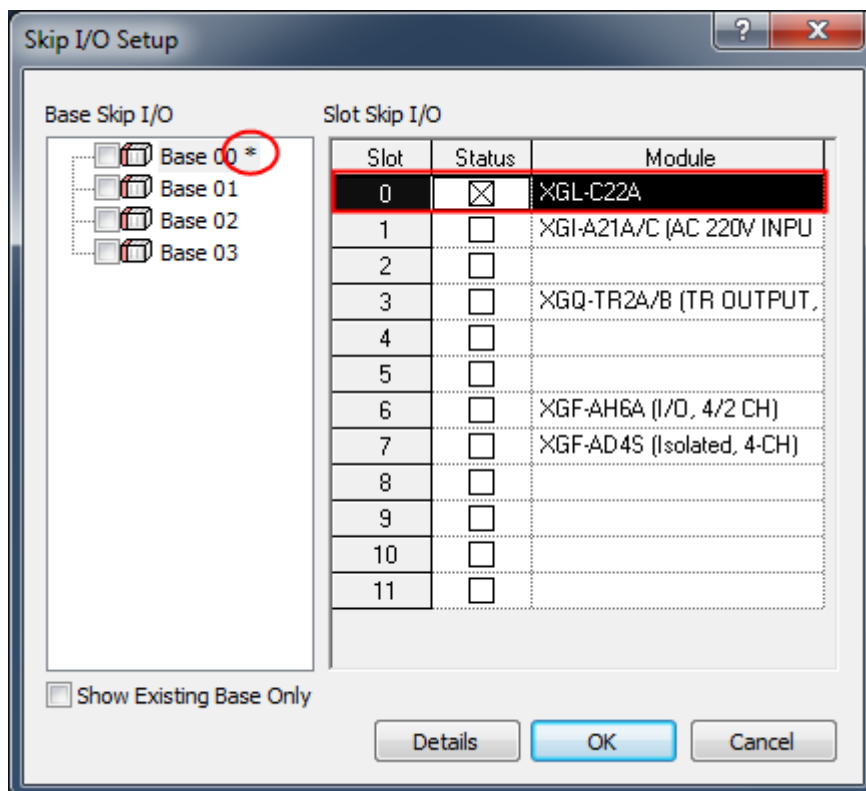 Skip I/O Setup
Base Skip I/O
Base 00 *
Base 01
Base 02
Base 03
Slot Skip I/O
Slot Status Module
0 XGL-C22A
1 XGI-A21A/C (AC 220V INPU
2
3 XGQ-TR2A/B (TR OUTPUT,
4
5
6 XGF-AH6A (I/O, 4/2 CH)
7 XGF-AD4S (Isolated, 4-CH)
8
9
10
11
Show Existing Base Only
Details OK Cancel